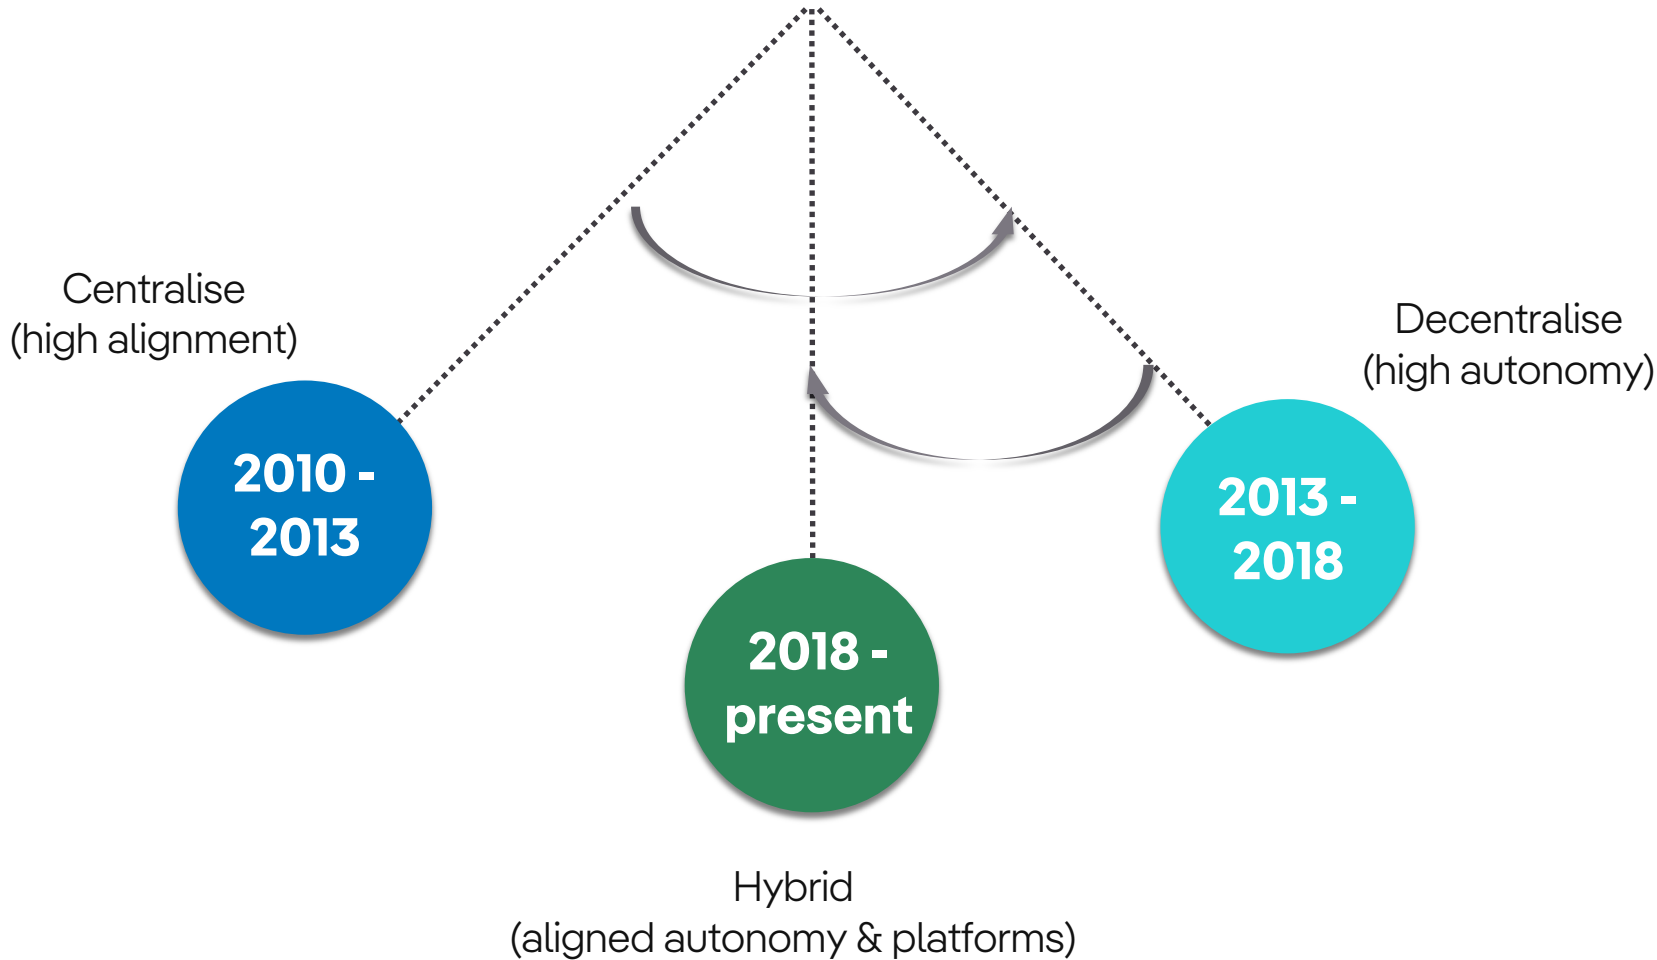 Centralise
(high alignment)
2010 -
2013
Decentralise
(high autonomy)
2013 -
2018
2018 -
present
Hybrid
(aligned autonomy & platforms)